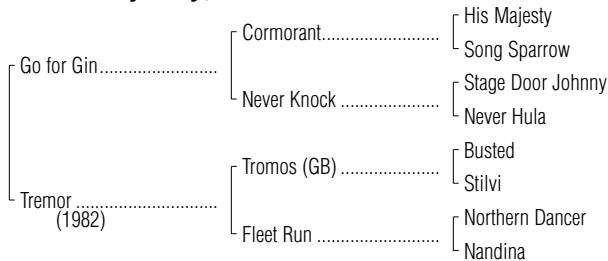 His Majesty
Cormorant
Song Sparrow
Go for Gin
Stage Door Johnny
Never Knock
Never Hula
Busted
Tromos (GB)
Stilvi
Tremor
(1982)
Northern Dancer
Fleet Run
Nandina